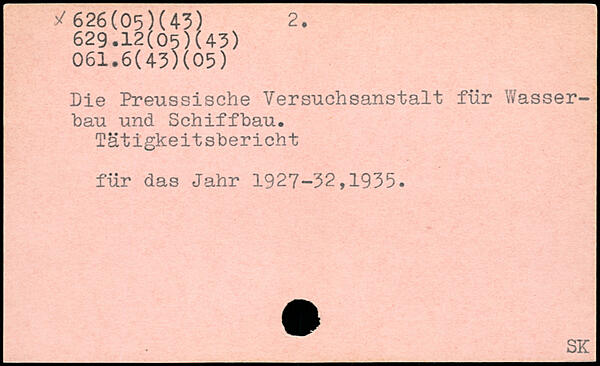 x 626(05)(43) 2.
629.12(05)(43)
061.6(43)(05)
Die Preussische Versuchsanstalt für Wasser-
bau und Schiffbau.
Tätigkeitsbericht
für das Jahr 1927-32,1935.
SK